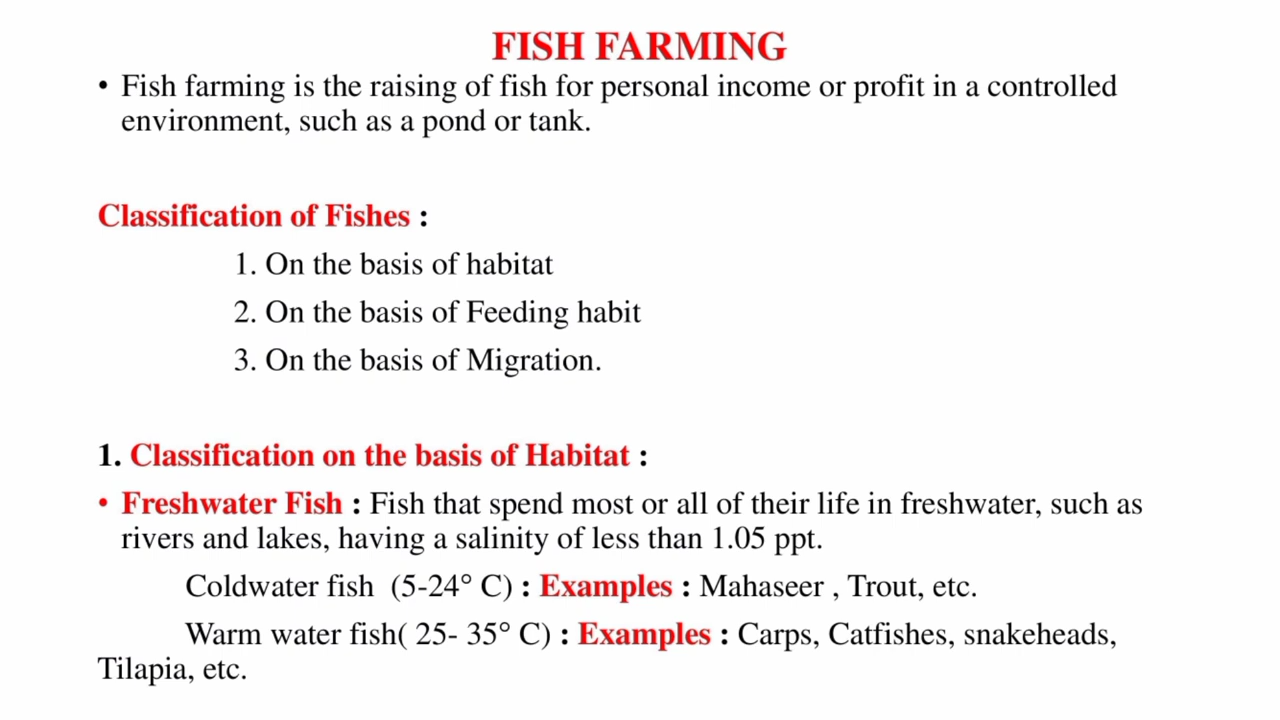 FISH FARMING
• Fish farming is the raising of fish for personal income or profit in a controlled
environment, such as a pond or tank.
Classification of Fishes :
1. On the basis of habitat
2. On the basis of Feeding habit
3. On the basis of Migration.
1. Classification on the basis of Habitat :
• Freshwater Fish : Fish that spend most or all of their life in freshwater, such as
rivers and lakes, having a salinity of less than 1.05 ppt.
Coldwater fish (5-24° C) : Examples : Mahaseer , Trout, etc.
Warm water fish( 25- 35° C) : Examples : Carps, Catfishes, snakeheads,
Tilapia, etc.